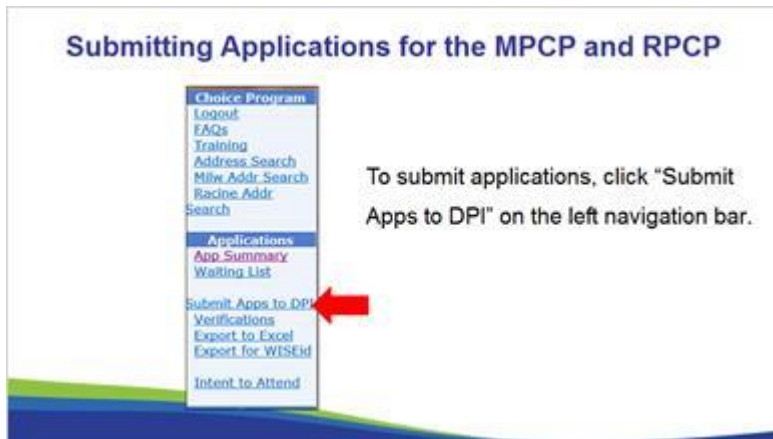 Submitting Applications for the MPCP and RPCP
Choice Program
Logout
FAQs
Training
Address Search
Milw Addr Search
Racine Addr
Search
Applications
App Summary
Waiting List
Submit Apps to DPI
Verifications
Export to Excel
Export for WISEid
Intent to Attend
To submit applications, click “Submit
Apps to DPI” on the left navigation bar.